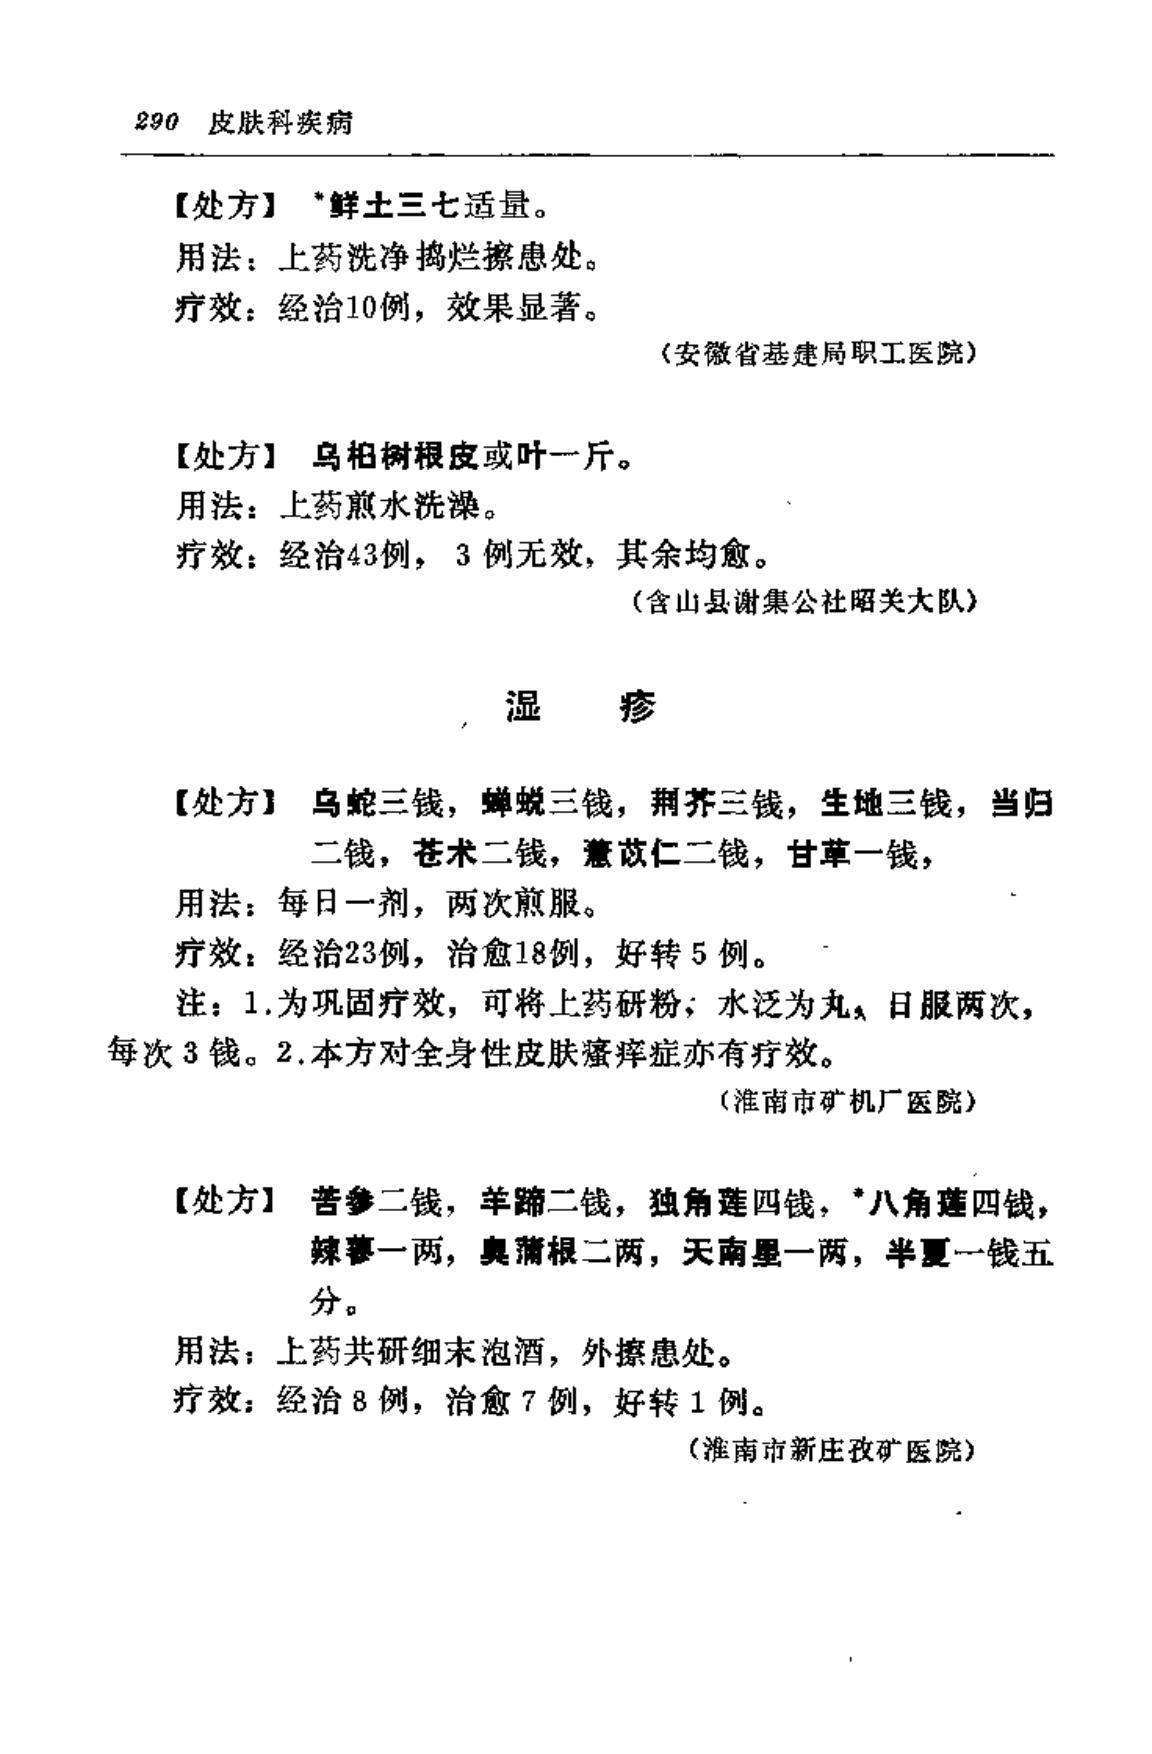 290 皮肤科疾病
【处方】 *鲜土三七适量。
用法：上药洗净捣烂擦患处。
疗效：经治10例，效果显著。
（安徽省基建局职工医院）
【处方】 乌桕树根皮或叶一斤。
用法：上药煎水洗澡。
疗效：经治43例，3例无效，其余均愈。
（含山县谢集公社昭关大队）
湿 疹
【处方】 乌蛇三钱，蝉蜕三钱，荆芥三钱，生地三钱，当归
二钱，苍术二钱，薏苡仁二钱，甘草一钱，
用法：每日一剂，两次煎服。
疗效：经治23例，治愈18例，好转5例。
注：1.为巩固疗效，可将上药研粉，水泛为丸，日服两次，
每次3钱。2.本方对全身性皮肤瘙痒症亦有疗效。
（淮南市矿机厂医院）
【处方】 苦参二钱，羊蹄二钱，独角莲四钱，*八角莲四钱，
辣蓼一两，臭蒲根二两，天南星一两，半夏一钱五
分。
用法：上药共研细末泡酒，外擦患处。
疗效：经治8例，治愈7例，好转1例。
（淮南市新庄孜矿医院）